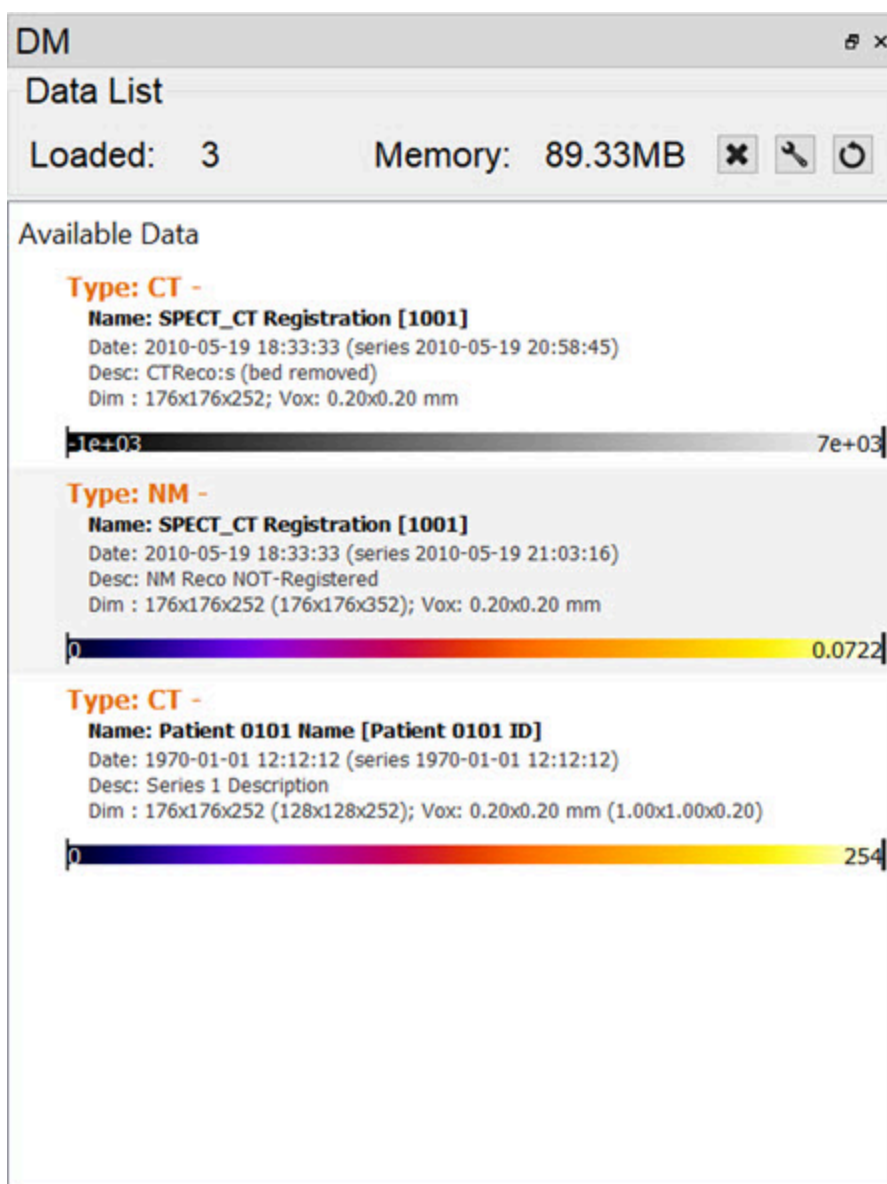 DM
Data List
Loaded: 3 Memory: 89.33MB
Available Data
Type: CT -
Name: SPECT_CT Registration [1001]
Date: 2010-05-19 18:33:33 (series 2010-05-19 20:58:45)
Desc: CTReco:s (bed removed)
Dim : 176x176x252; Vox: 0.20x0.20 mm
-1e+03 7e+03
Type: NM -
Name: SPECT_CT Registration [1001]
Date: 2010-05-19 18:33:33 (series 2010-05-19 21:03:16)
Desc: NM Reco NOT-Registered
Dim : 176x176x252 (176x176x352); Vox: 0.20x0.20 mm
0 0.0722
Type: CT -
Name: Patient 0101 Name [Patient 0101 ID]
Date: 1970-01-01 12:12:12 (series 1970-01-01 12:12:12)
Desc: Series 1 Description
Dim : 176x176x252 (128x128x252); Vox: 0.20x0.20 mm (1.00x1.00x0.20)
0 254